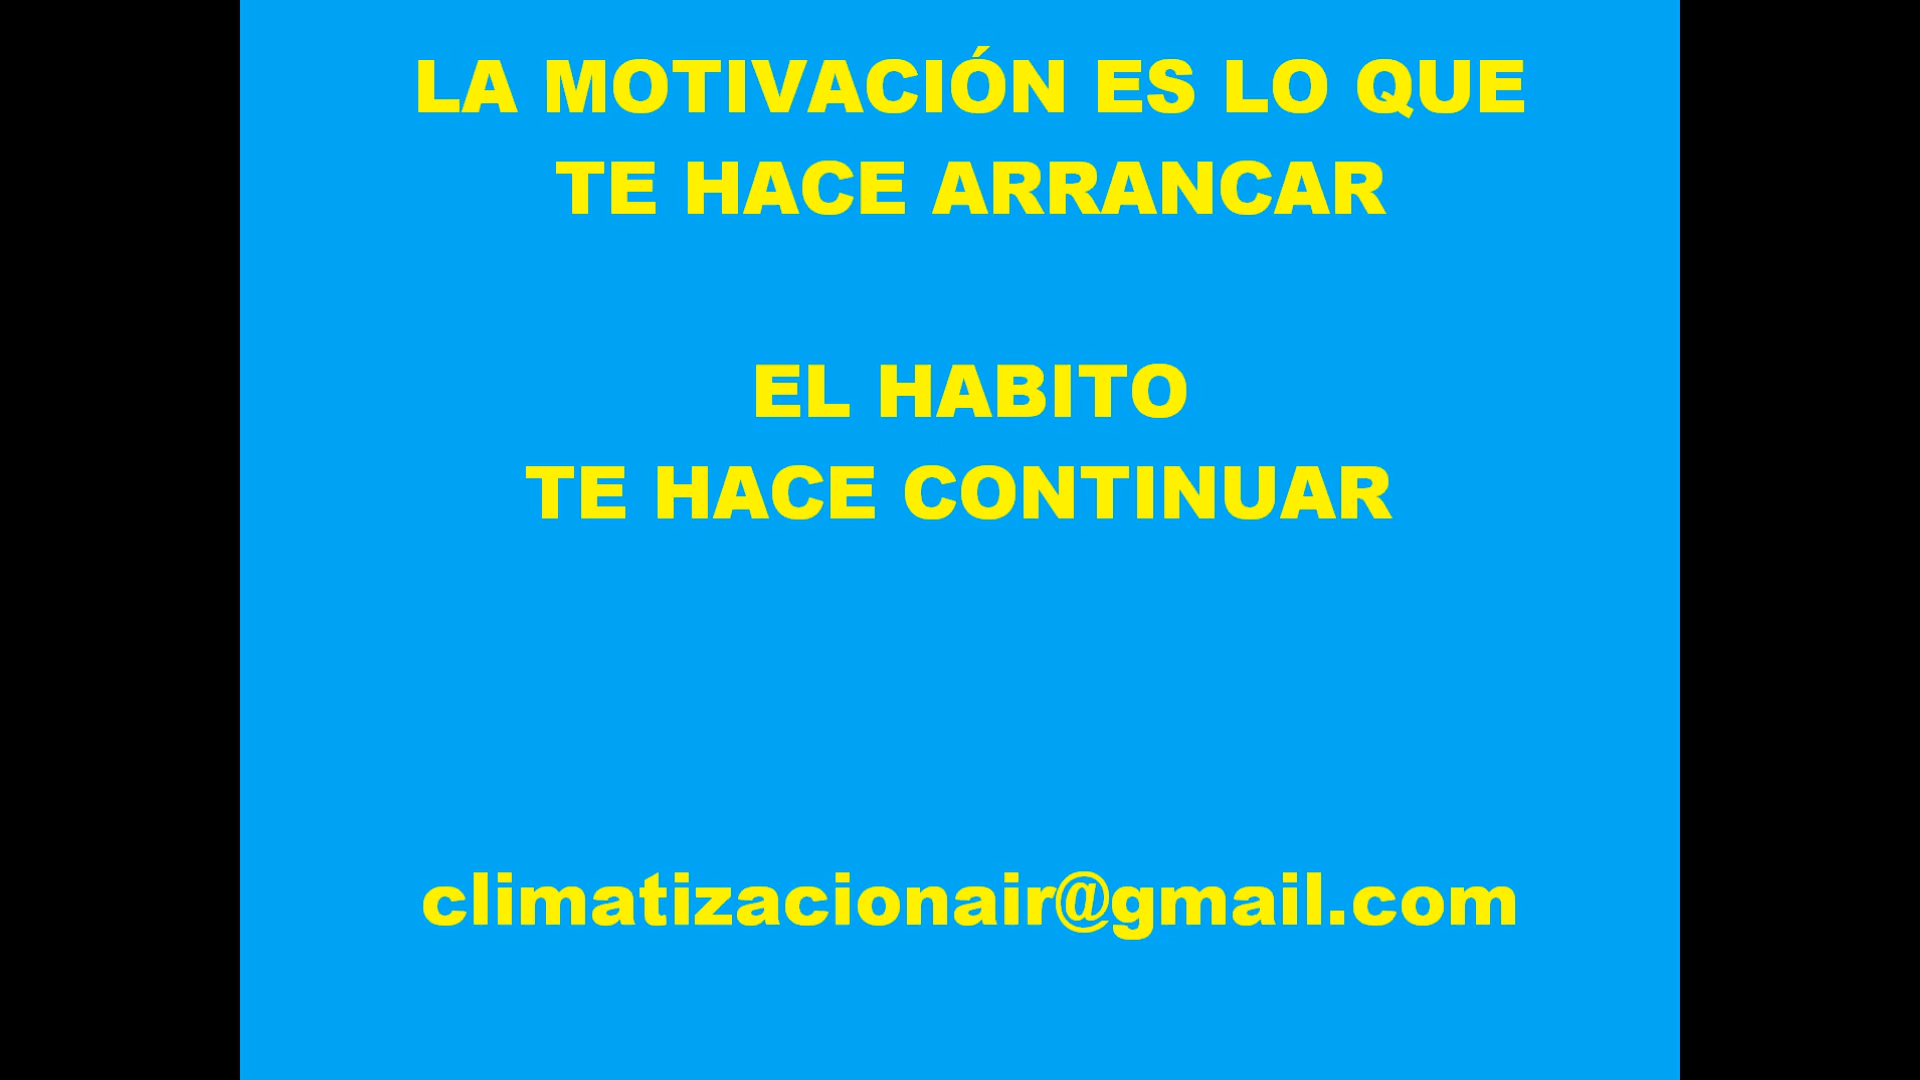 LA MOTIVACIÓN ES LO QUE
TE HACE ARRANCAR
EL HABITO
TE HACE CONTINUAR
climatizacionair@gmail.com